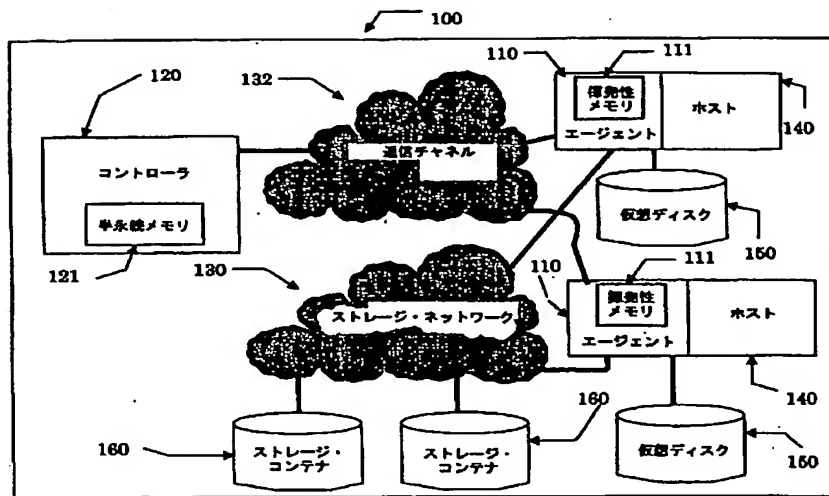 100
120
132
110
111
揮発性
メモリ
ホスト
140
エージェント
通信チャネル
コントローラ
半永続メモリ
121
仮想ディスク
150
130
110
111
揮発性
メモリ
ホスト
エージェント
ストレージ・ネットワーク
140
160
160
ストレージ・
コンテナ
ストレージ・
コンテナ
仮想ディスク
150